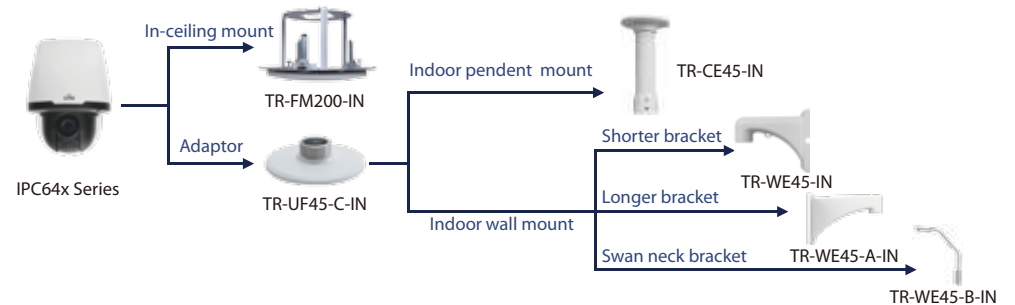 In-ceiling mount
TR-FM200-IN
Indoor pendent mount
TR-CE45-IN
Adaptor
Shorter bracket
IPC64x Series
TR-UF45-C-IN
TR-WE45-IN
Longer bracket
Indoor wall mount
TR-WE45-A-IN
Swan neck bracket
TR-WE45-B-IN